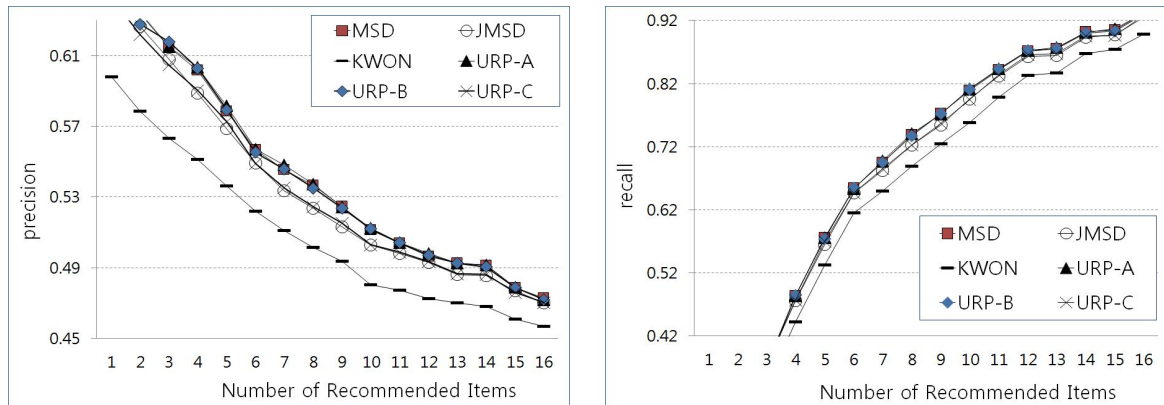 precision
0.61
0.57
0.53
0.49
0.45
MSD JMSD
KWON URP-A
URP-B URP-C
1 2 3 4 5 6 7 8 9 10 11 12 13 14 15 16
Number of Recommended Items
recall
0.92
0.82
0.72
0.62
0.52
0.42
MSD JMSD
KWON URP-A
URP-B URP-C
1 2 3 4 5 6 7 8 9 10 11 12 13 14 15 16
Number of Recommended Items